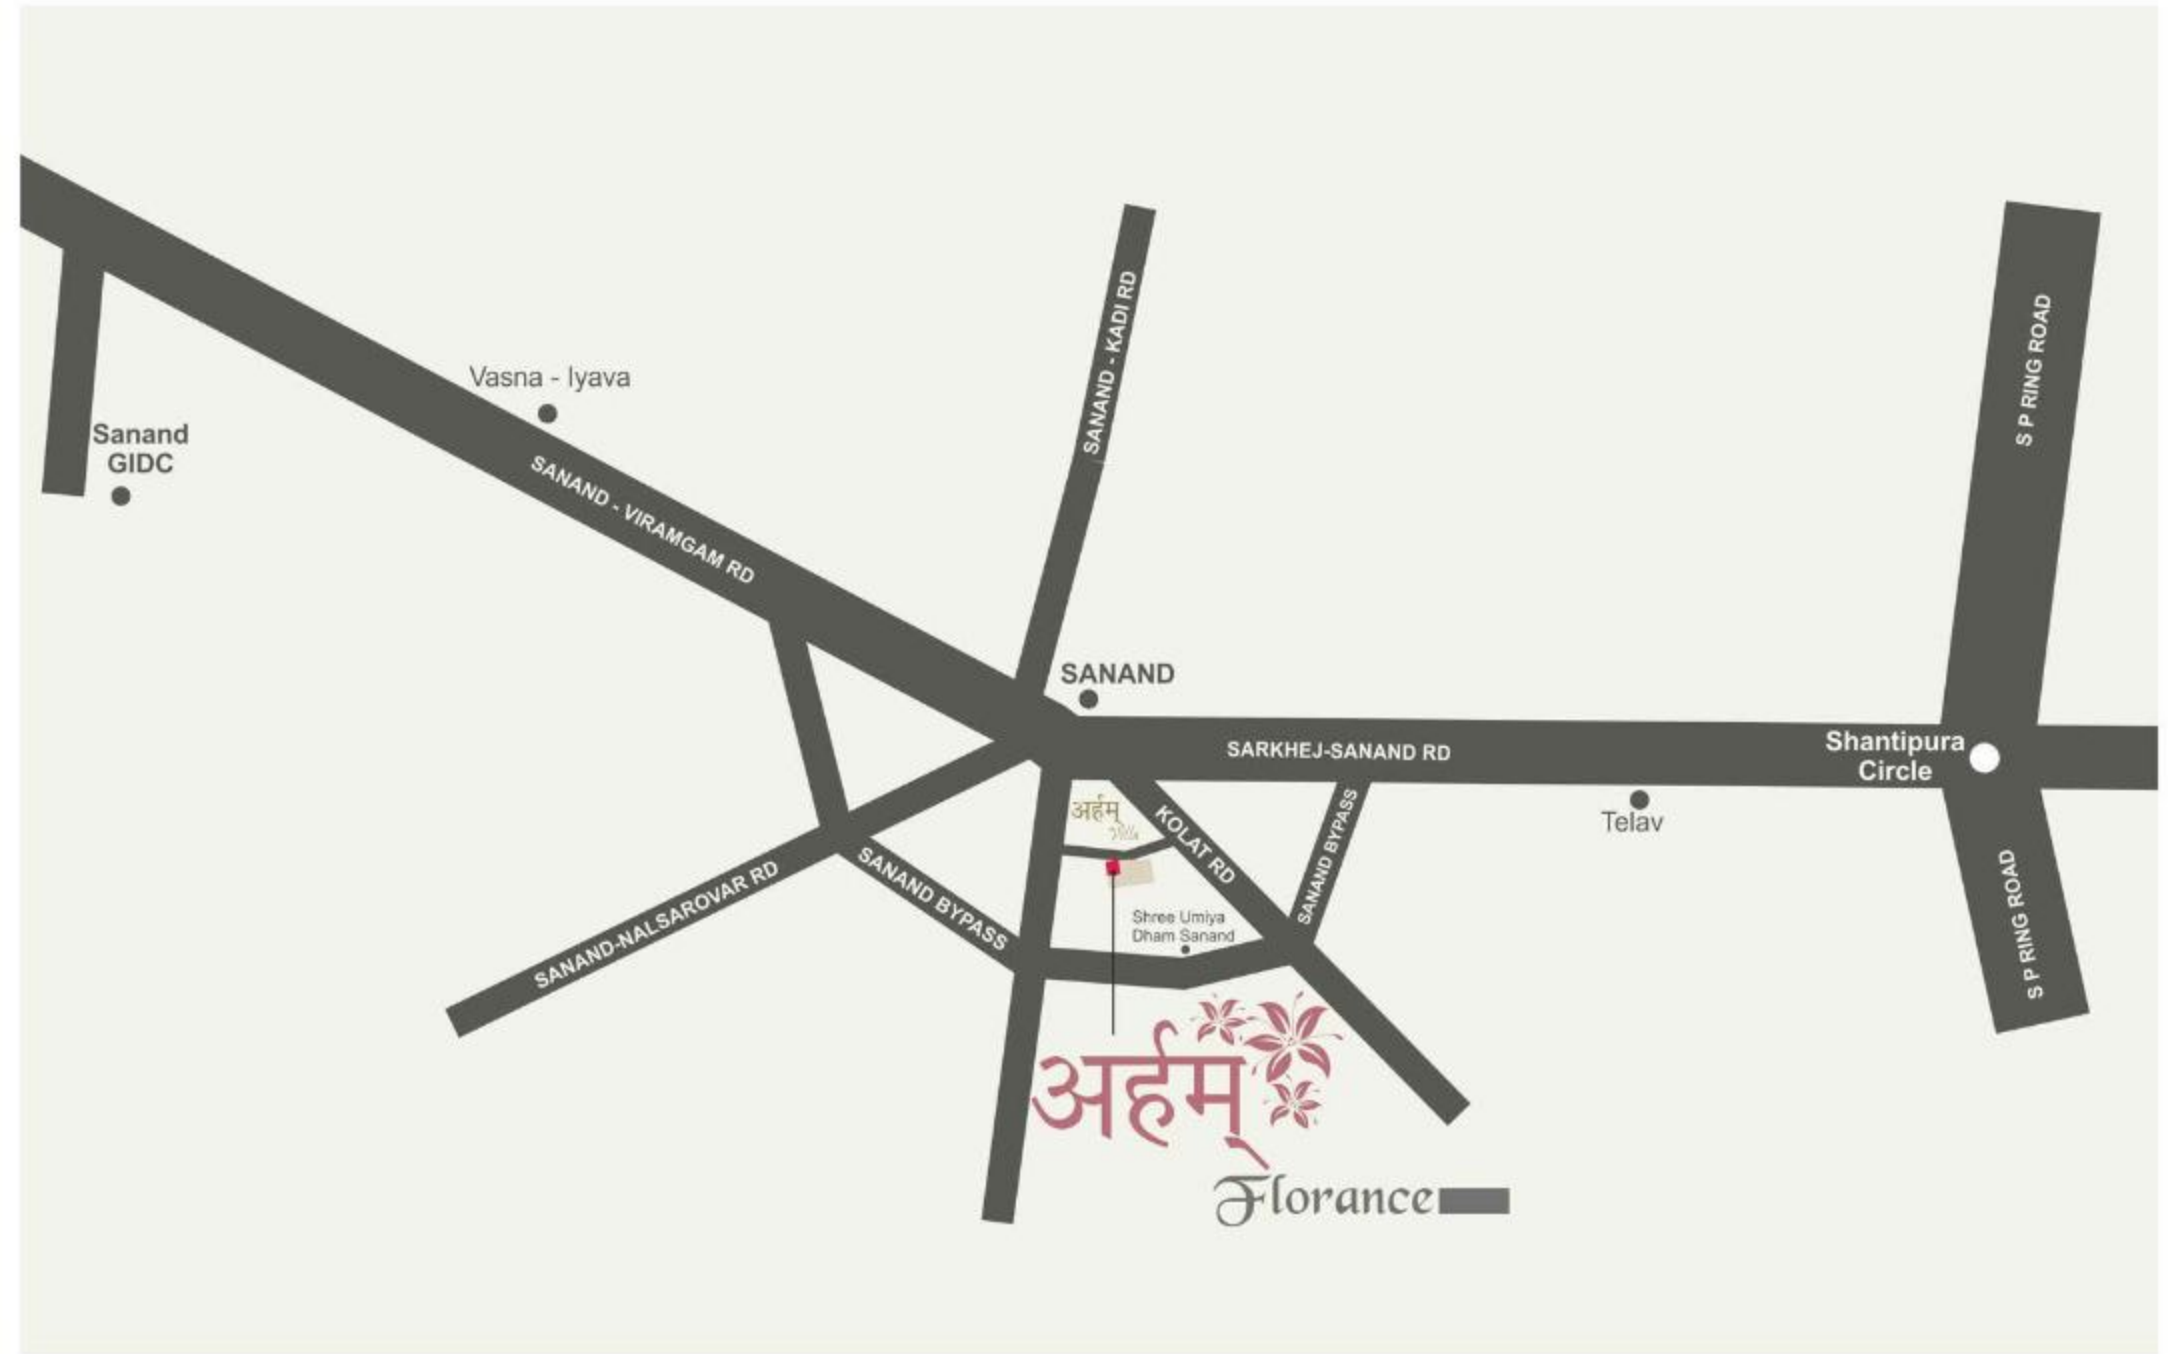 SANAND - KADI RD
S P RING ROAD
Vasna - Iyava
Sanand
GIDC
SANAND - VIRAMGAM RD
SANAND
SARKHEJ-SANAND RD
Shantipura
Circle
Telav
अर्हम्
Villa
KOLAT RD
SANAND BYPASS
SANAND BYPASS
SANAND-NALSAROVAR RD
Shree Umiya
Dham Sanand
S P RING ROAD
अर्हम्
Florance